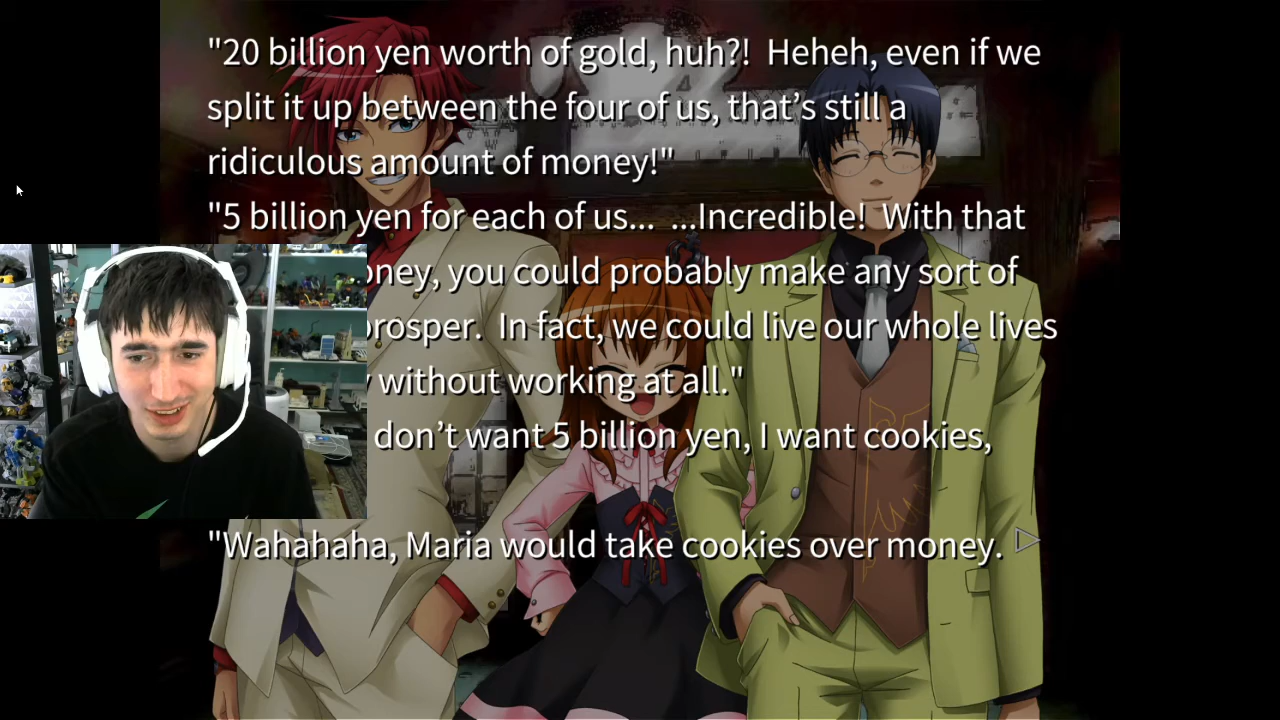 "20 billion yen worth of gold, huh?!  Heheh, even if we
split it up between the four of us, that's still a
ridiculous amount of money!"
"5 billion yen for each of us...  ...Incredible!  With that
you could probably make any sort of
In fact, we could live our whole lives
without working at all."
don't want 5 billion yen, I want cookies,
"Wahahaha, Maria would take cookies over money.